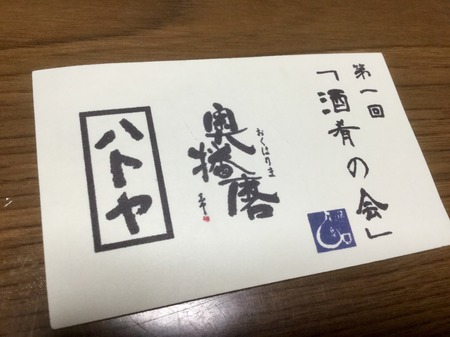 第一回
「酒肴の会」
おくはりま
奥播磨
ハトヤ